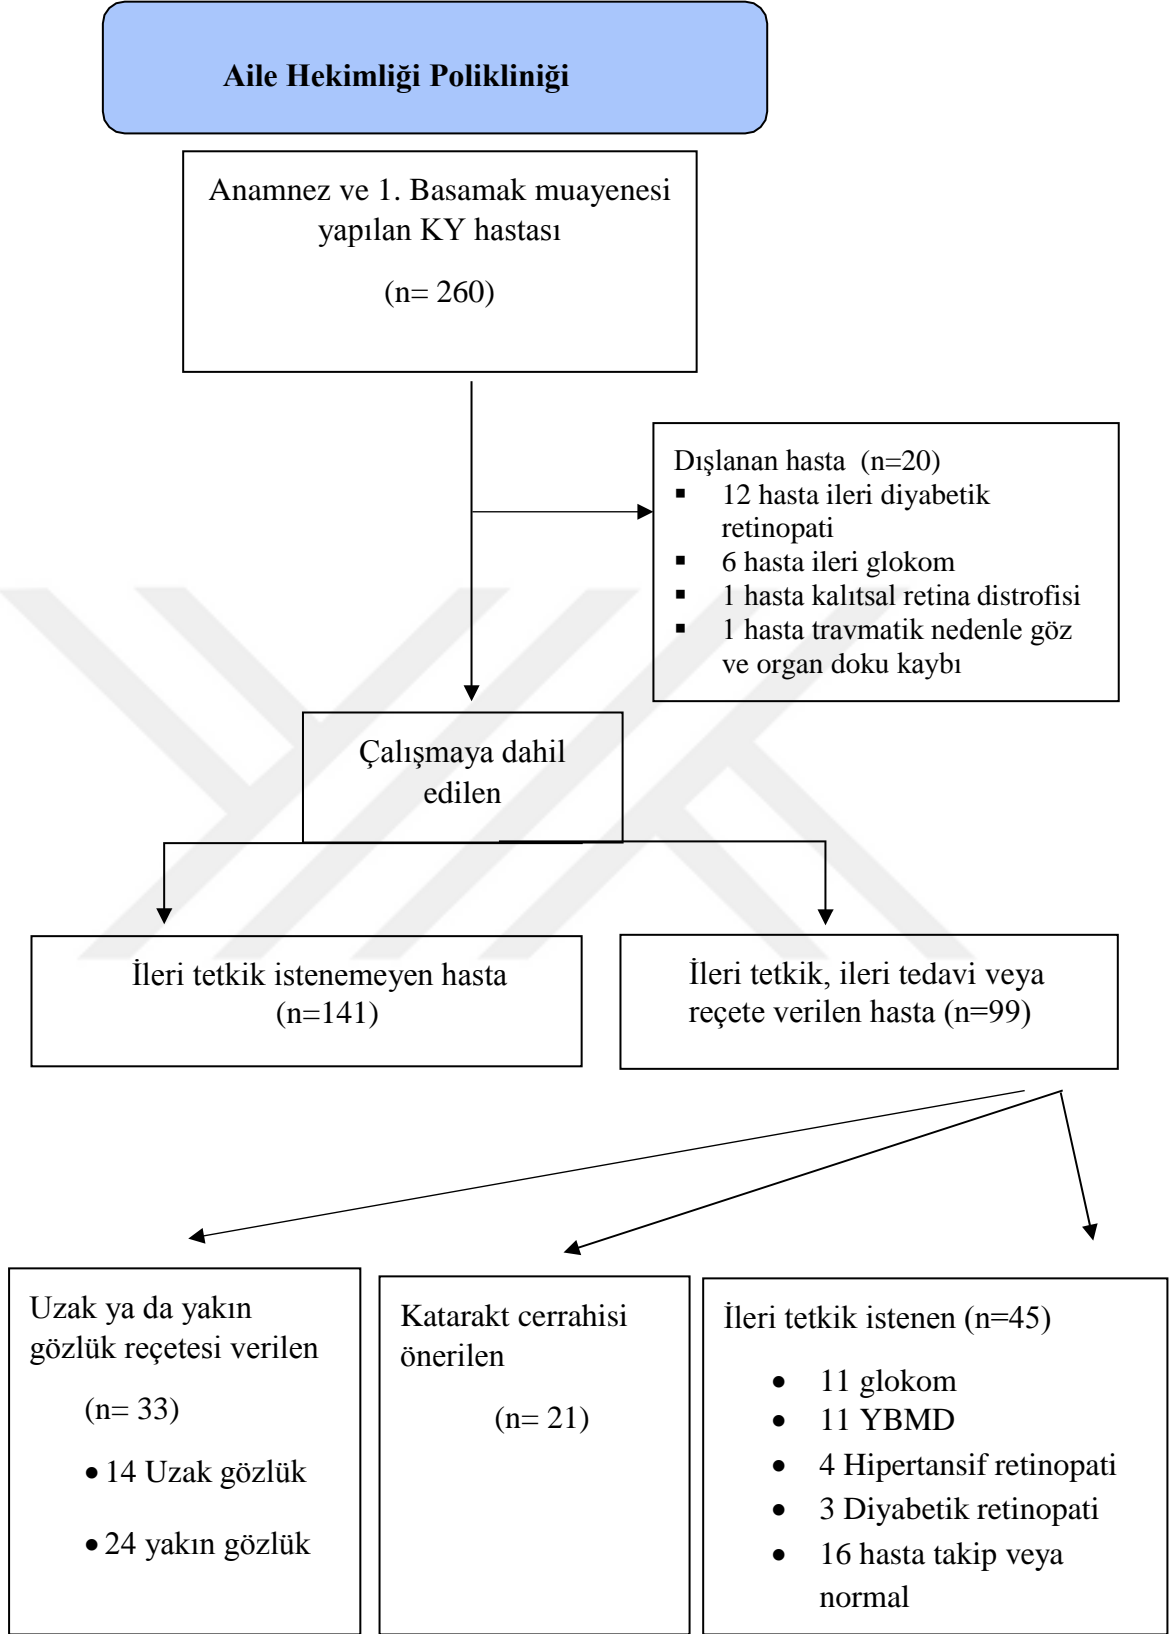 Aile Hekimliği Polikliniği
Anamnez ve 1. Basamak muayenesi
yapılan KY hastası
(n= 260)
Dışlanan hasta (n=20)
▪ 12 hasta ileri diyabetik
retinopati
▪ 6 hasta ileri glokom
▪ 1 hasta kalıtsal retina distrofisi
▪ 1 hasta travmatik nedenle göz
ve organ doku kaybı
Çalışmaya dahil
edilen
İleri tetkik istenemeyen hasta
(n=141)
İleri tetkik, ileri tedavi veya
reçete verilen hasta (n=99)
Uzak ya da yakın
gözlük reçetesi verilen
(n= 33)
• 14 Uzak gözlük
• 24 yakın gözlük
Katarakt cerrahisi
önerilen
(n= 21)
İleri tetkik istenen (n=45)
• 11 glokom
• 11 YBMD
• 4 Hipertansif retinopati
• 3 Diyabetik retinopati
• 16 hasta takip veya
normal